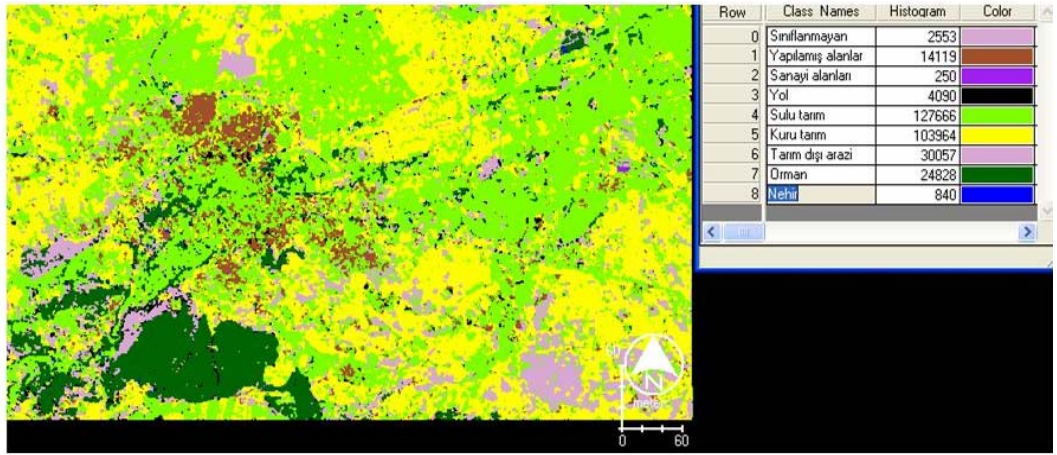 Row Class Names Histogram Color
0 Sınıflanmayan 2553
1 Yapılamış alanlar 14119
2 Sanayi alanları 250
3 Yol 4090
4 Sulu tarım 127666
5 Kuru tarım 103964
6 Tarım dışı arazi 30057
7 Orman 24828
8 Nehir 840
N
0 60